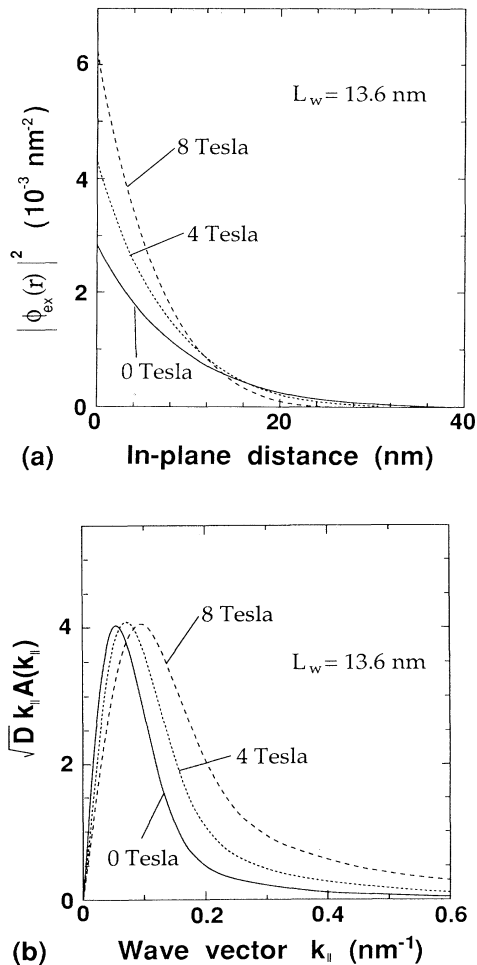 6
4
2
0
|ϕex(r)|² (10⁻³ nm⁻²)
Lw = 13.6 nm
8 Tesla
4 Tesla
0 Tesla
0 20 40
(a) In-plane distance (nm)
4
2
0
√D k∥A(k∥)
8 Tesla
Lw = 13.6 nm
4 Tesla
0 Tesla
0 0.2 0.4 0.6
(b) Wave vector k∥ (nm⁻¹)